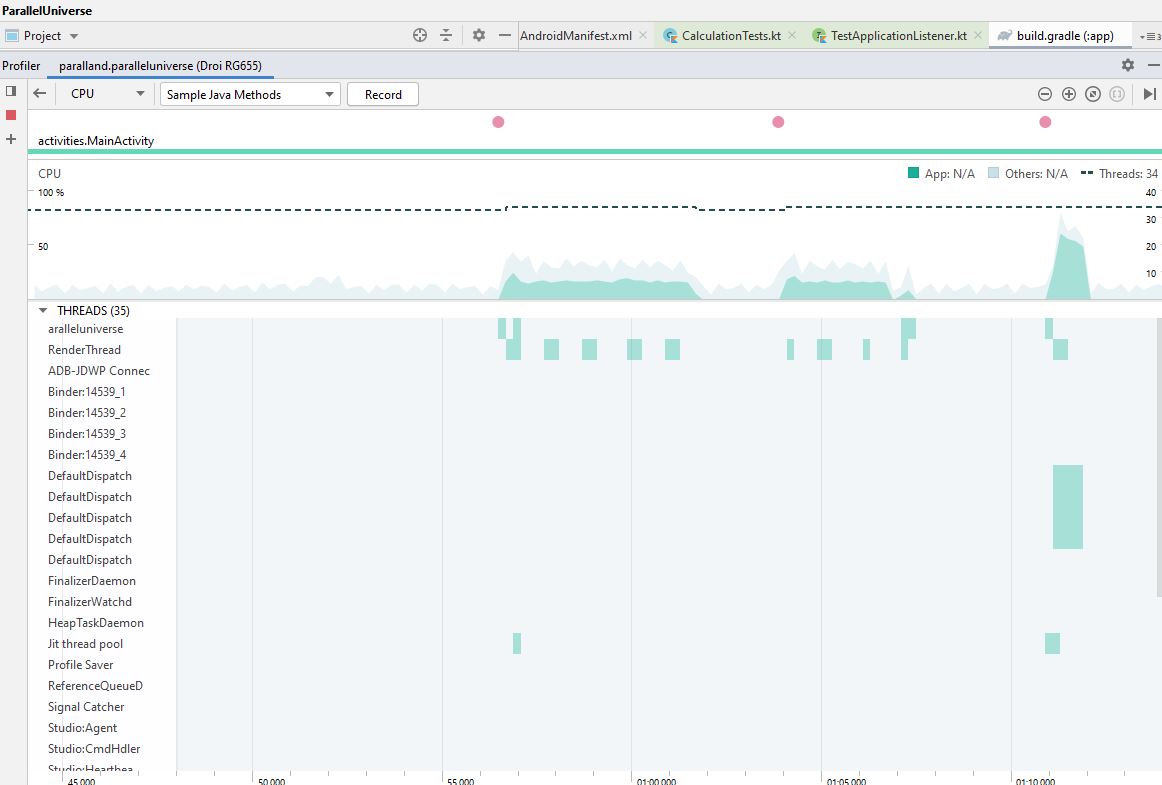 ParallelUniverse
Project AndroidManifest.xml CalculationTests.kt TestApplicationListener.kt build.gradle (:app)
Profiler paralland.paralleluniverse (Droi RG655)
CPU Sample Java Methods Record
activities.MainActivity
CPU App: N/A Others: N/A Threads: 34
100 % 40
30
50 20
10
THREADS (35)
aralleluniverse
RenderThread
ADB-JDWP Connec
Binder:14539_1
Binder:14539_2
Binder:14539_3
Binder:14539_4
DefaultDispatch
DefaultDispatch
DefaultDispatch
DefaultDispatch
DefaultDispatch
FinalizerDaemon
FinalizerWatchd
HeapTaskDaemon
Jit thread pool
Profile Saver
ReferenceQueueD
Signal Catcher
Studio:Agent
Studio:CmdHdler
Studio:Heartbea
45.000 50.000 55.000 01:00.000 01:05.000 01:10.000